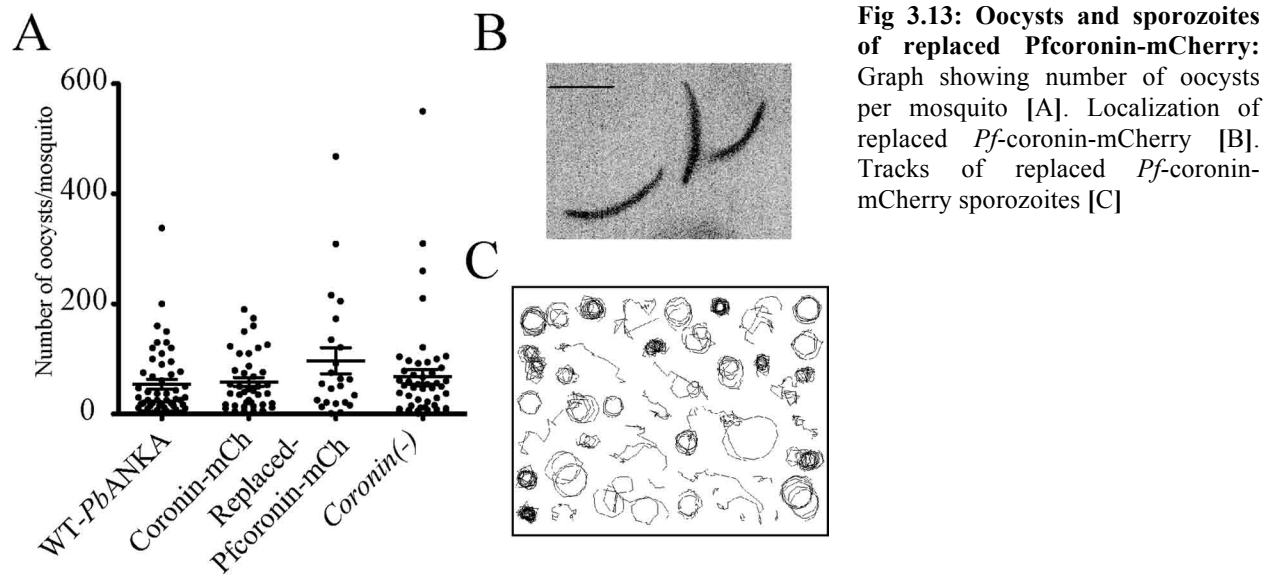 A
B
C
600
400
200
0
Number of oocysts/mosquito
WT-PbANKA
Coronin-mCh
Replaced-
Pfcoronin-mCh
Coronin(-)
Fig 3.13: Oocysts and sporozoites
of replaced Pfcoronin-mCherry:
Graph showing number of oocysts
per mosquito [A]. Localization of
replaced Pf-coronin-mCherry [B].
Tracks of replaced Pf-coronin-
mCherry sporozoites [C]